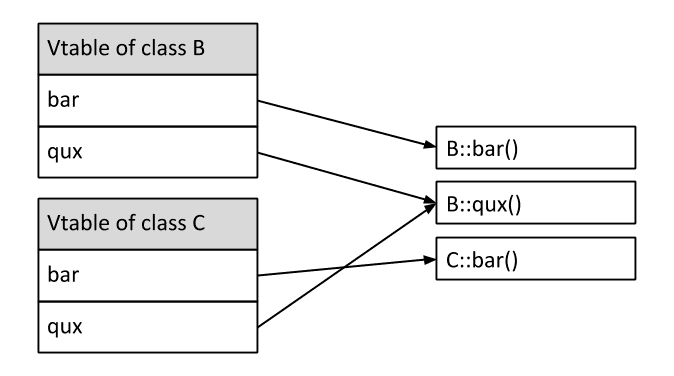 Vtable of class B
bar
qux
Vtable of class C
bar
qux
B::bar()
B::qux()
C::bar()